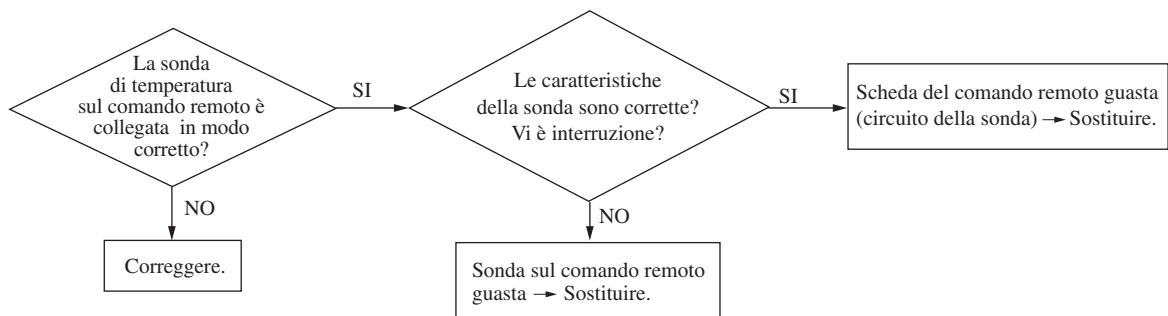 La sonda
di temperatura
sul comando remoto è
collegata in modo
corretto?
SI
NO
Correggere.
Le caratteristiche
della sonda sono corrette?
Vi è interruzione?
SI
NO
Sonda sul comando remoto
guasta → Sostituire.
Scheda del comando remoto guasta
(circuito della sonda) → Sostituire.